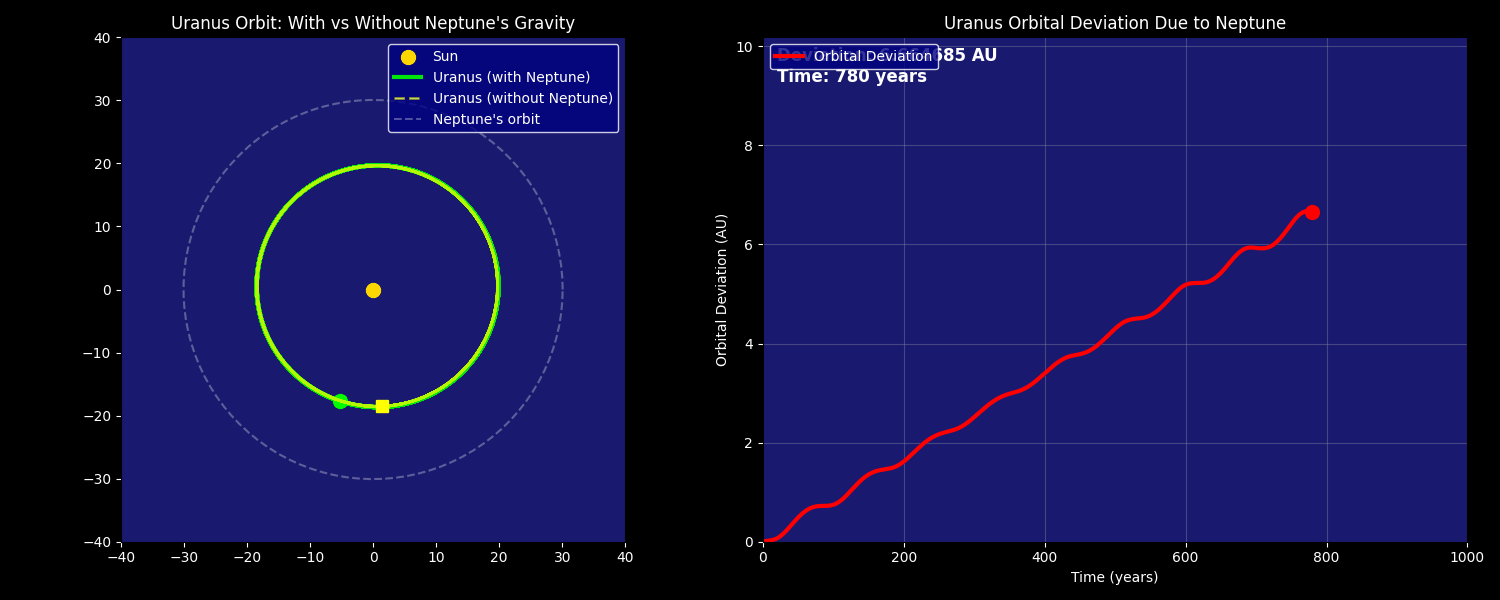 Uranus Orbit: With vs Without Neptune's Gravity
40
30
20
10
0
−10
−20
−30
−40
−40 −30 −20 −10 0 10 20 30 40
Sun
Uranus (with Neptune)
Uranus (without Neptune)
Neptune's orbit
Uranus Orbital Deviation Due to Neptune
Orbital Deviation (AU)
10
8
6
4
2
0
0 200 400 600 800 1000
Time (years)
Orbital Deviation
Deviation: 685 AU
Time: 780 years